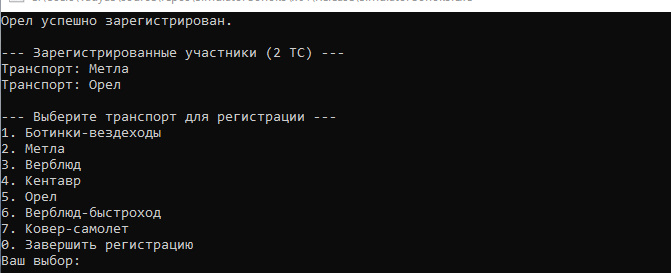 Орел успешно зарегистрирован.
--- Зарегистрированные участники (2 ТС) ---
Транспорт: Метла
Транспорт: Орел
--- Выберите транспорт для регистрации ---
1. Ботинки-вездеходы
2. Метла
3. Верблюд
4. Кентавр
5. Орел
6. Верблюд-быстроход
7. Ковер-самолет
0. Завершить регистрацию
Ваш выбор: